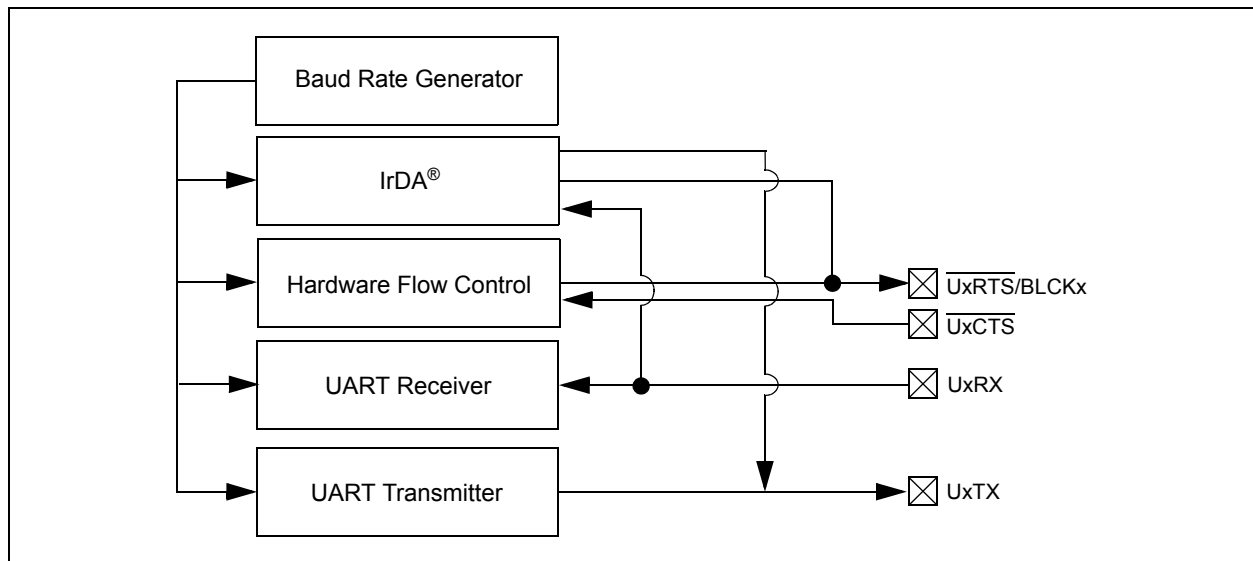 Baud Rate Generator
IrDA®
Hardware Flow Control
UxRTS/BLCKx
UxCTS
UART Receiver
UxRX
UART Transmitter
UxTX